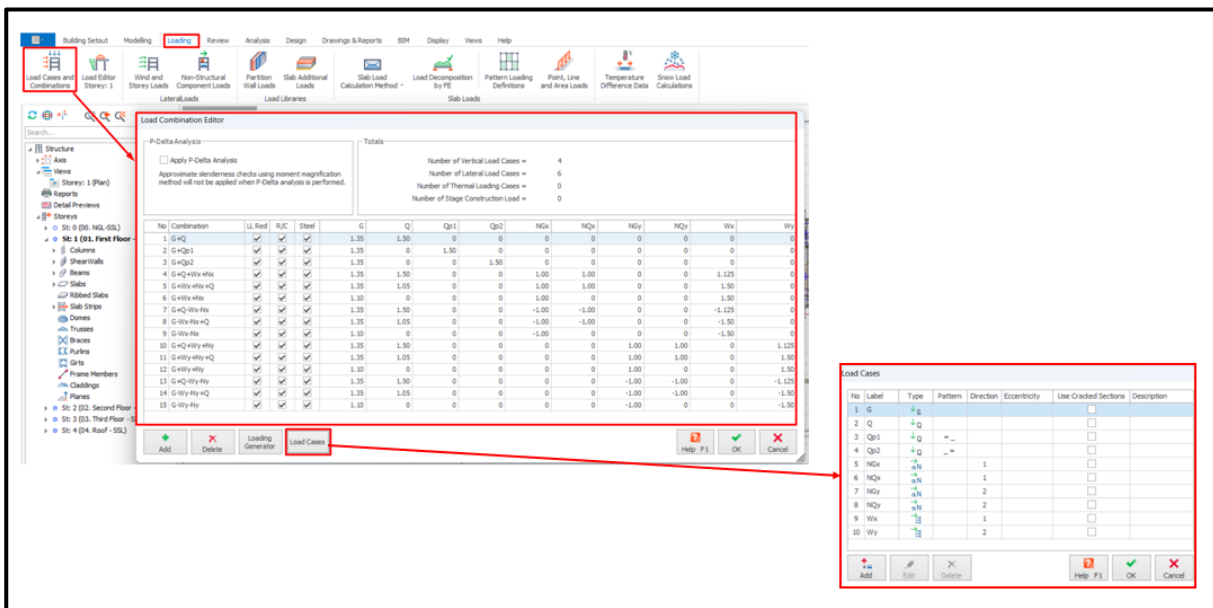 Building Setout Modelling Loading Review Analysis Design Drawings & Reports BIM Display Views Help
Load Cases and Combinations
Load Editor Storey: 1
Wind and Storey Loads
Non-Structural Component Loads
Partition Wall Loads
Slab Additional Loads
Slab Load Calculation Method
Load Decomposition by FE
Pattern Loading Definitions
Point, Line and Area Loads
Temperature Difference Data
Snow Load Calculations
LateralLoads Load Libraries Slab Loads
Search...
Structure
Axis
Views
Storey: 1 (Plan)
Reports
Detail Previews
Storeys
St: 0 (00. NGL-SSL)
St: 1 (01. First Floor -
Columns
ShearWalls
Beams
Slabs
Ribbed Slabs
Slab Strips
Domes
Trusses
Braces
Purlins
Girts
Frame Members
Claddings
Planes
St: 2 (02. Second Floor -
St: 3 (03. Third Floor - S
St: 4 (04. Roof - SSL)
Load Combination Editor
P-Delta Analysis
Apply P-Delta Analysis
Approximate slenderness checks using moment magnification
method will not be applied when P-Delta analysis is performed.
Totals
Number of Vertical Load Cases = 4
Number of Lateral Load Cases = 6
Number of Thermal Loading Cases = 0
Number of Stage Construction Load = 0
No Combination LL Red R/C Steel G Q Qp1 Qp2 NGx NQx NGy NQy Wx Wy
1 G+Q 1.35 1.50 0 0 0 0 0 0 0 0
2 G+Qp1 1.35 0 1.50 0 0 0 0 0 0 0
3 G+Qp2 1.35 0 0 1.50 0 0 0 0 0 0
4 G+Q+Wx+Nx 1.35 1.50 0 0 1.00 1.00 0 0 1.125 0
5 G+Wx+Nx+Q 1.35 1.05 0 0 1.00 1.00 0 0 1.50 0
6 G+Wx+Nx 1.10 0 0 0 1.00 0 0 0 1.50 0
7 G+Q-Wx-Nx 1.35 1.50 0 0 -1.00 -1.00 0 0 -1.125 0
8 G-Wx-Nx+Q 1.35 1.05 0 0 -1.00 -1.00 0 0 -1.50 0
9 G-Wx-Nx 1.10 0 0 0 -1.00 0 0 0 -1.50 0
10 G+Q+Wy+Ny 1.35 1.50 0 0 0 0 1.00 1.00 0 1.125
11 G+Wy+Ny+Q 1.35 1.05 0 0 0 0 1.00 1.00 0 1.50
12 G+Wy+Ny 1.10 0 0 0 0 0 1.00 0 0 1.50
13 G+Q-Wy-Ny 1.35 1.50 0 0 0 0 -1.00 -1.00 0 -1.125
14 G-Wy-Ny+Q 1.35 1.05 0 0 0 0 -1.00 -1.00 0 -1.50
15 G-Wy-Ny 1.10 0 0 0 0 0 -1.00 0 0 -1.50
Add Delete Loading Generator Load Cases Help F1 OK Cancel
Load Cases
No Label Type Pattern Direction Eccentricity Use Cracked Sections Description
1 G G
2 Q Q
3 Qp1 Q = _
4 Qp2 Q _ =
5 NGx N 1
6 NQx N 1
7 NGy N 2
8 NQy N 2
9 Wx 1
10 Wy 2
Add Edit Delete Help F1 OK Cancel